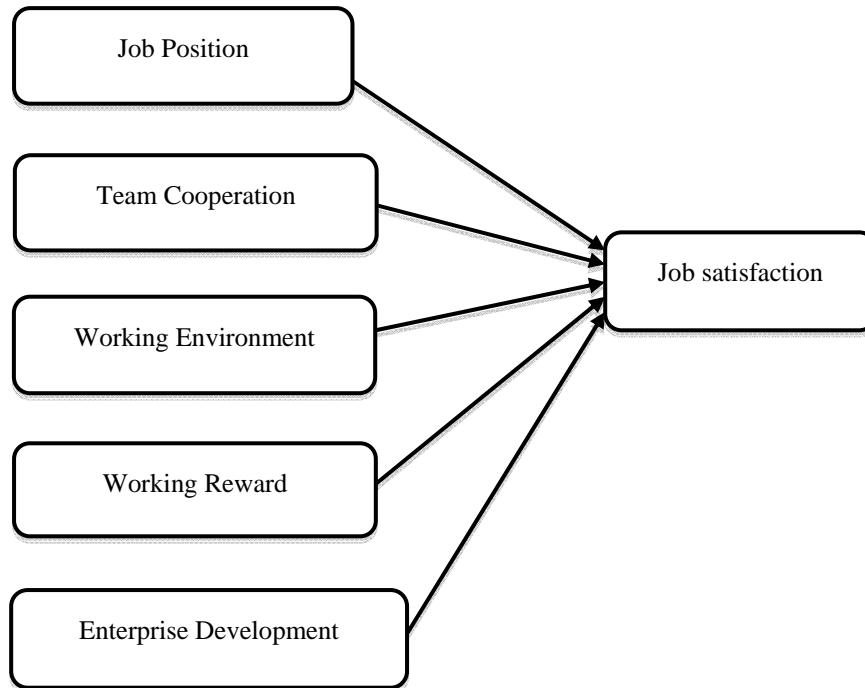 Job Position
Team Cooperation
Job satisfaction
Working Environment
Working Reward
Enterprise Development